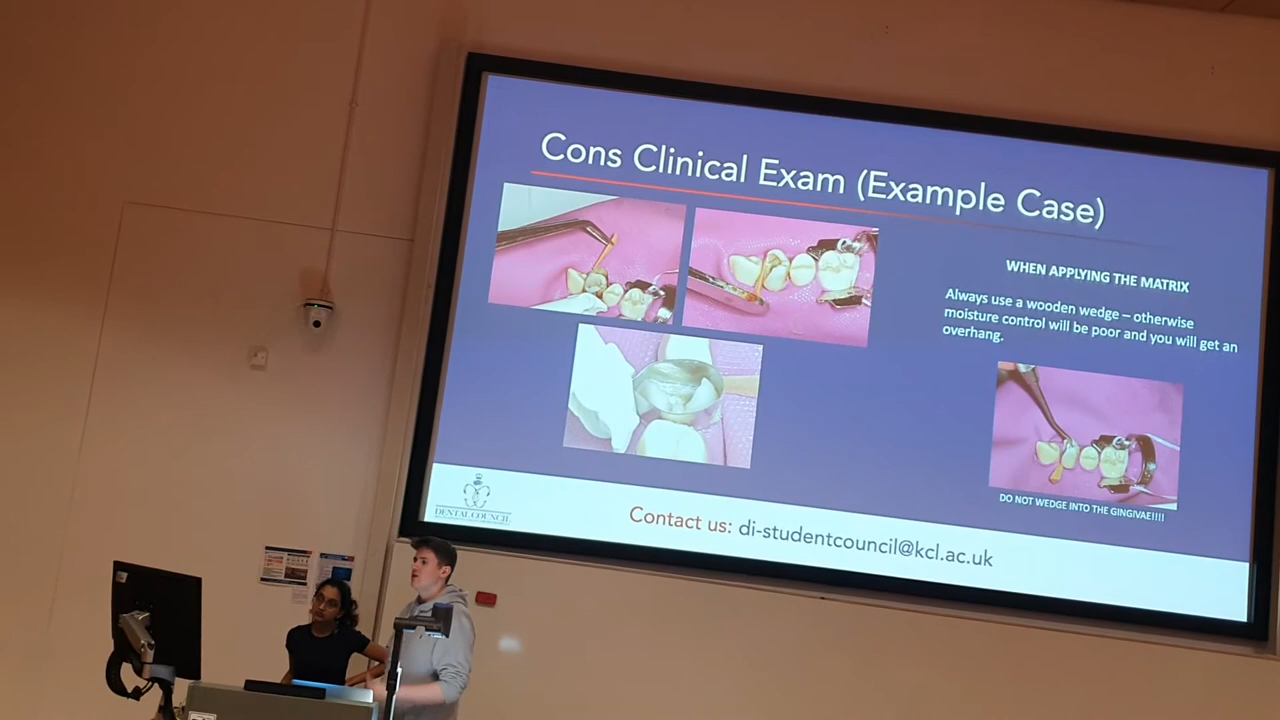 Cons Clinical Exam (Example Case)
WHEN APPLYING THE MATRIX
Always use a wooden wedge – otherwise
moisture control will be poor and you will get an
overhang.
DO NOT WEDGE INTO THE GINGIVAE!!!!
DENTAL COUNCIL
Contact us: di-studentcouncil@kcl.ac.uk